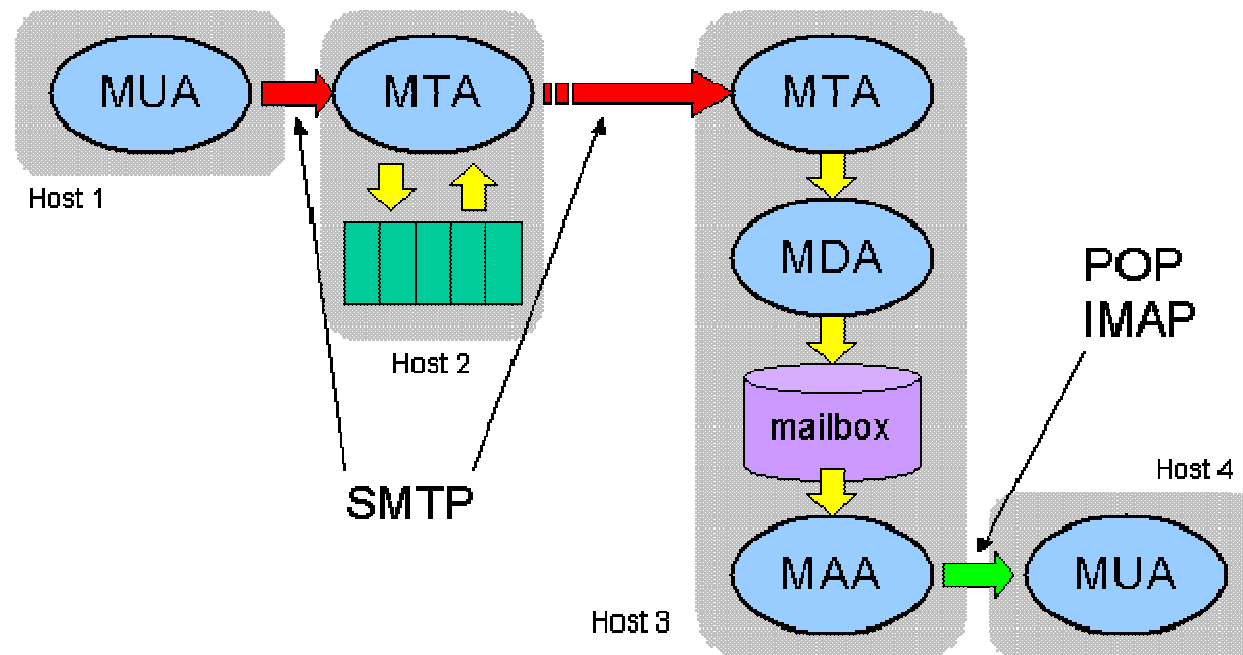 MUA
MTA
MTA
Host 1
MDA
POP
IMAP
Host 2
mailbox
Host 4
SMTP
MAA
MUA
Host 3